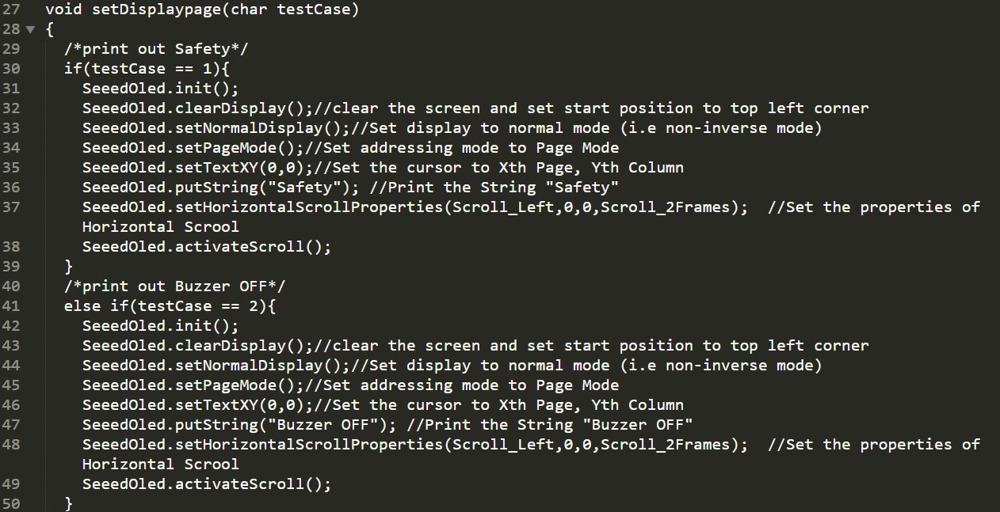 27 void setDisplaypage(char testCase)
28 {
29 /*print out Safety*/
30 if(testCase == 1){
31 SeeedOled.init();
32 SeeedOled.clearDisplay();//clear the screen and set start position to top left corner
33 SeeedOled.setNormalDisplay();//Set display to normal mode (i.e non-inverse mode)
34 SeeedOled.setPageMode();//Set addressing mode to Page Mode
35 SeeedOled.setTextXY(0,0);//Set the cursor to Xth Page, Yth Column
36 SeeedOled.putString("Safety"); //Print the String "Safety"
37 SeeedOled.setHorizontalScrollProperties(Scroll_Left,0,0,Scroll_2Frames);  //Set the properties of
Horizontal Scrool
38 SeeedOled.activateScroll();
39 }
40 /*print out Buzzer OFF*/
41 else if(testCase == 2){
42 SeeedOled.init();
43 SeeedOled.clearDisplay();//clear the screen and set start position to top left corner
44 SeeedOled.setNormalDisplay();//Set display to normal mode (i.e non-inverse mode)
45 SeeedOled.setPageMode();//Set addressing mode to Page Mode
46 SeeedOled.setTextXY(0,0);//Set the cursor to Xth Page, Yth Column
47 SeeedOled.putString("Buzzer OFF"); //Print the String "Buzzer OFF"
48 SeeedOled.setHorizontalScrollProperties(Scroll_Left,0,0,Scroll_2Frames);  //Set the properties of
Horizontal Scrool
49 SeeedOled.activateScroll();
50 }